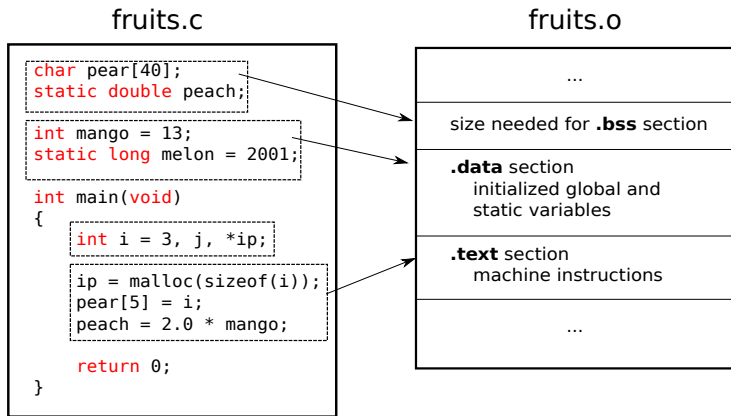 fruits.c
char pear[40];
static double peach;
int mango = 13;
static long melon = 2001;
int main(void)
{
int i = 3, j, *ip;
ip = malloc(sizeof(i));
pear[5] = i;
peach = 2.0 * mango;
return 0;
}
fruits.o
...
size needed for .bss section
.data section
initialized global and
static variables
.text section
machine instructions
...